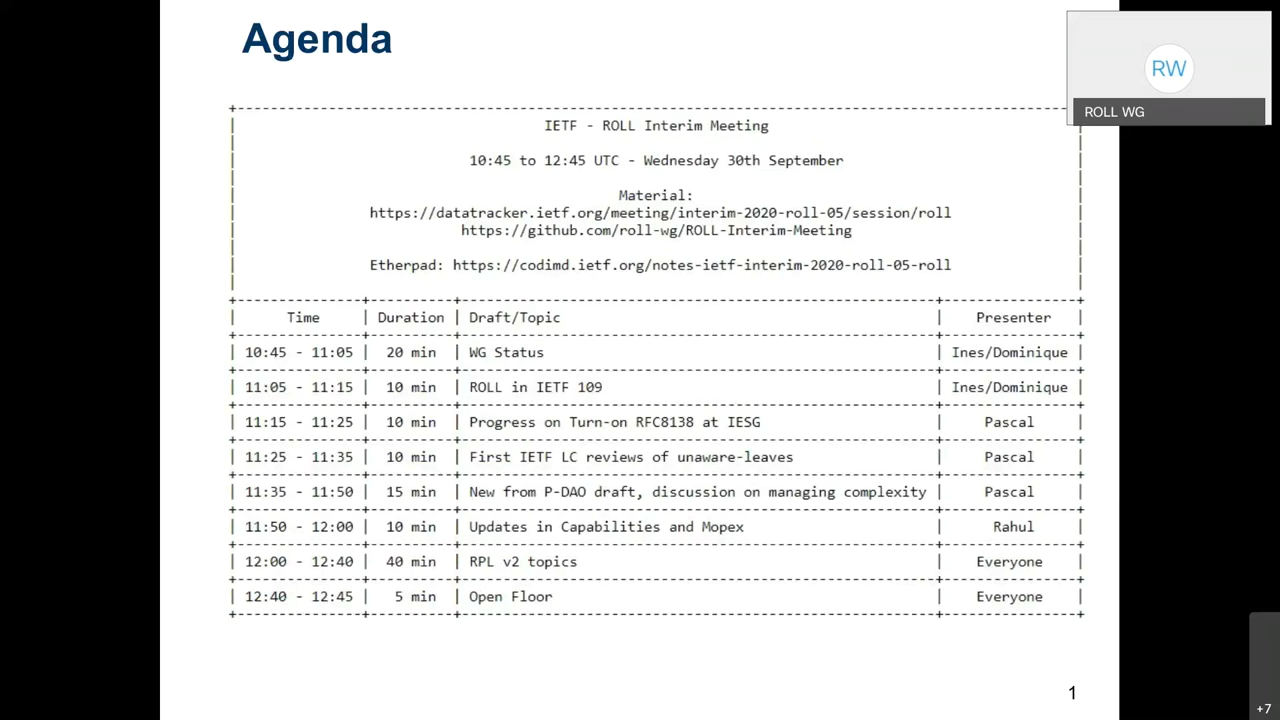 Agenda
RW
ROLL WG
IETF - ROLL Interim Meeting
10:45 to 12:45 UTC - Wednesday 30th September
Material:
https://datatracker.ietf.org/meeting/interim-2020-roll-05/session/roll
https://github.com/roll-wg/ROLL-Interim-Meeting
Etherpad: https://codimd.ietf.org/notes-ietf-interim-2020-roll-05-roll
Time | Duration | Draft/Topic | Presenter
10:45 - 11:05 | 20 min | WG Status | Ines/Dominique
11:05 - 11:15 | 10 min | ROLL in IETF 109 | Ines/Dominique
11:15 - 11:25 | 10 min | Progress on Turn-on RFC8138 at IESG | Pascal
11:25 - 11:35 | 10 min | First IETF LC reviews of unaware-leaves | Pascal
11:35 - 11:50 | 15 min | New from P-DAO draft, discussion on managing complexity | Pascal
11:50 - 12:00 | 10 min | Updates in Capabilities and Mopex | Rahul
12:00 - 12:40 | 40 min | RPL v2 topics | Everyone
12:40 - 12:45 | 5 min | Open Floor | Everyone
1
+7